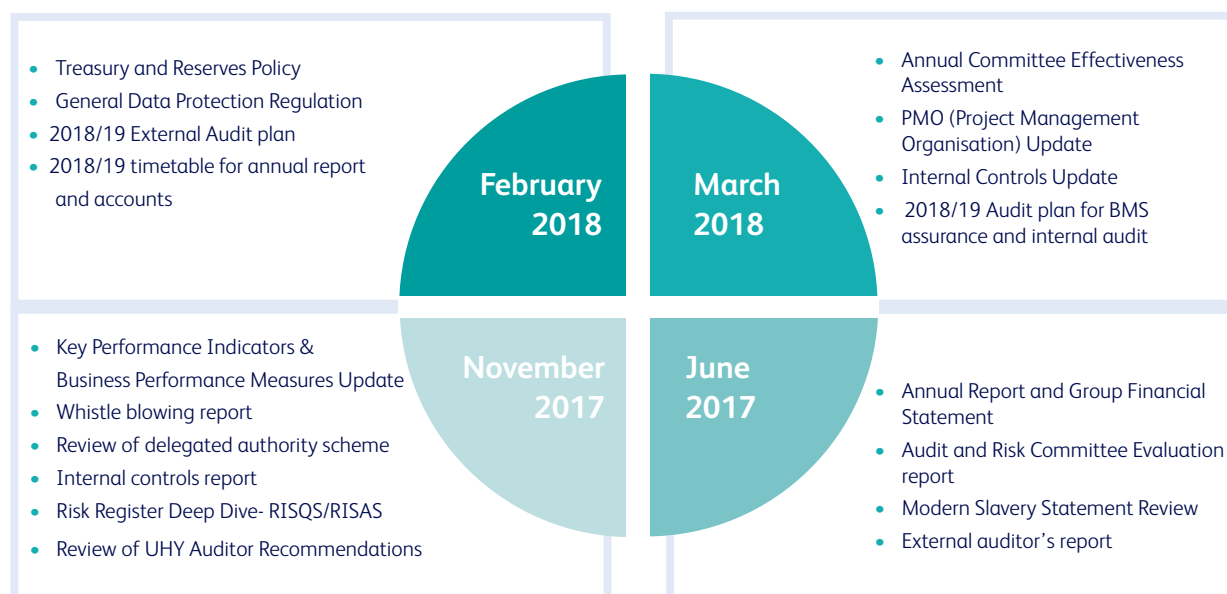 Treasury and Reserves Policy
General Data Protection Regulation
2018/19 External Audit plan
2018/19 timetable for annual report
and accounts
February
2018
March
2018
Annual Committee Effectiveness
Assessment
PMO (Project Management
Organisation) Update
Internal Controls Update
2018/19 Audit plan for BMS
assurance and internal audit
Key Performance Indicators &
Business Performance Measures Update
Whistle blowing report
Review of delegated authority scheme
Internal controls report
Risk Register Deep Dive- RISQS/RISAS
Review of UHY Auditor Recommendations
November
2017
June
2017
Annual Report and Group Financial
Statement
Audit and Risk Committee Evaluation
report
Modern Slavery Statement Review
External auditor's report